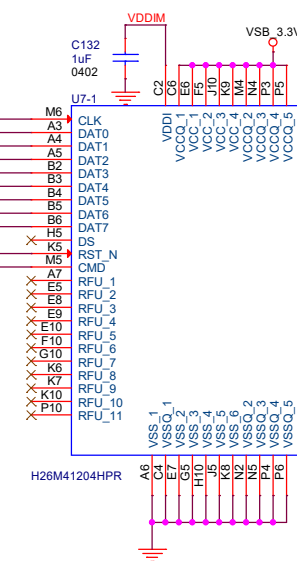 VDDIM
VSB_3.3V
C132
1uF
0402
C2
C6
E6
F5
J10
K9
M4
N4
P3
P5
U7-1
VDDI
VCCQ_1
VCC_1
VCC_2
VCC_3
VCC_4
VCCQ_2
VCCQ_3
VCCQ_4
VCCQ_5
M6 CLK
A3 DAT0
A4 DAT1
A5 DAT2
B2 DAT3
B3 DAT4
B4 DAT5
B5 DAT6
B6 DAT7
H5 DS
K5 RST_N
M5 CMD
A7 RFU_1
E5 RFU_2
E8 RFU_3
E9 RFU_4
E10 RFU_5
F10 RFU_6
G10 RFU_7
K6 RFU_8
K7 RFU_9
K10 RFU_10
P10 RFU_11
VSS_1
VSSQ_1
VSS_2
VSS_3
VSS_4
VSS_5
VSS_6
VSSQ_2
VSSQ_3
VSSQ_4
VSSQ_5
H26M41204HPR
A6
C4
E7
G5
H10
J5
K8
N2
N5
P4
P6